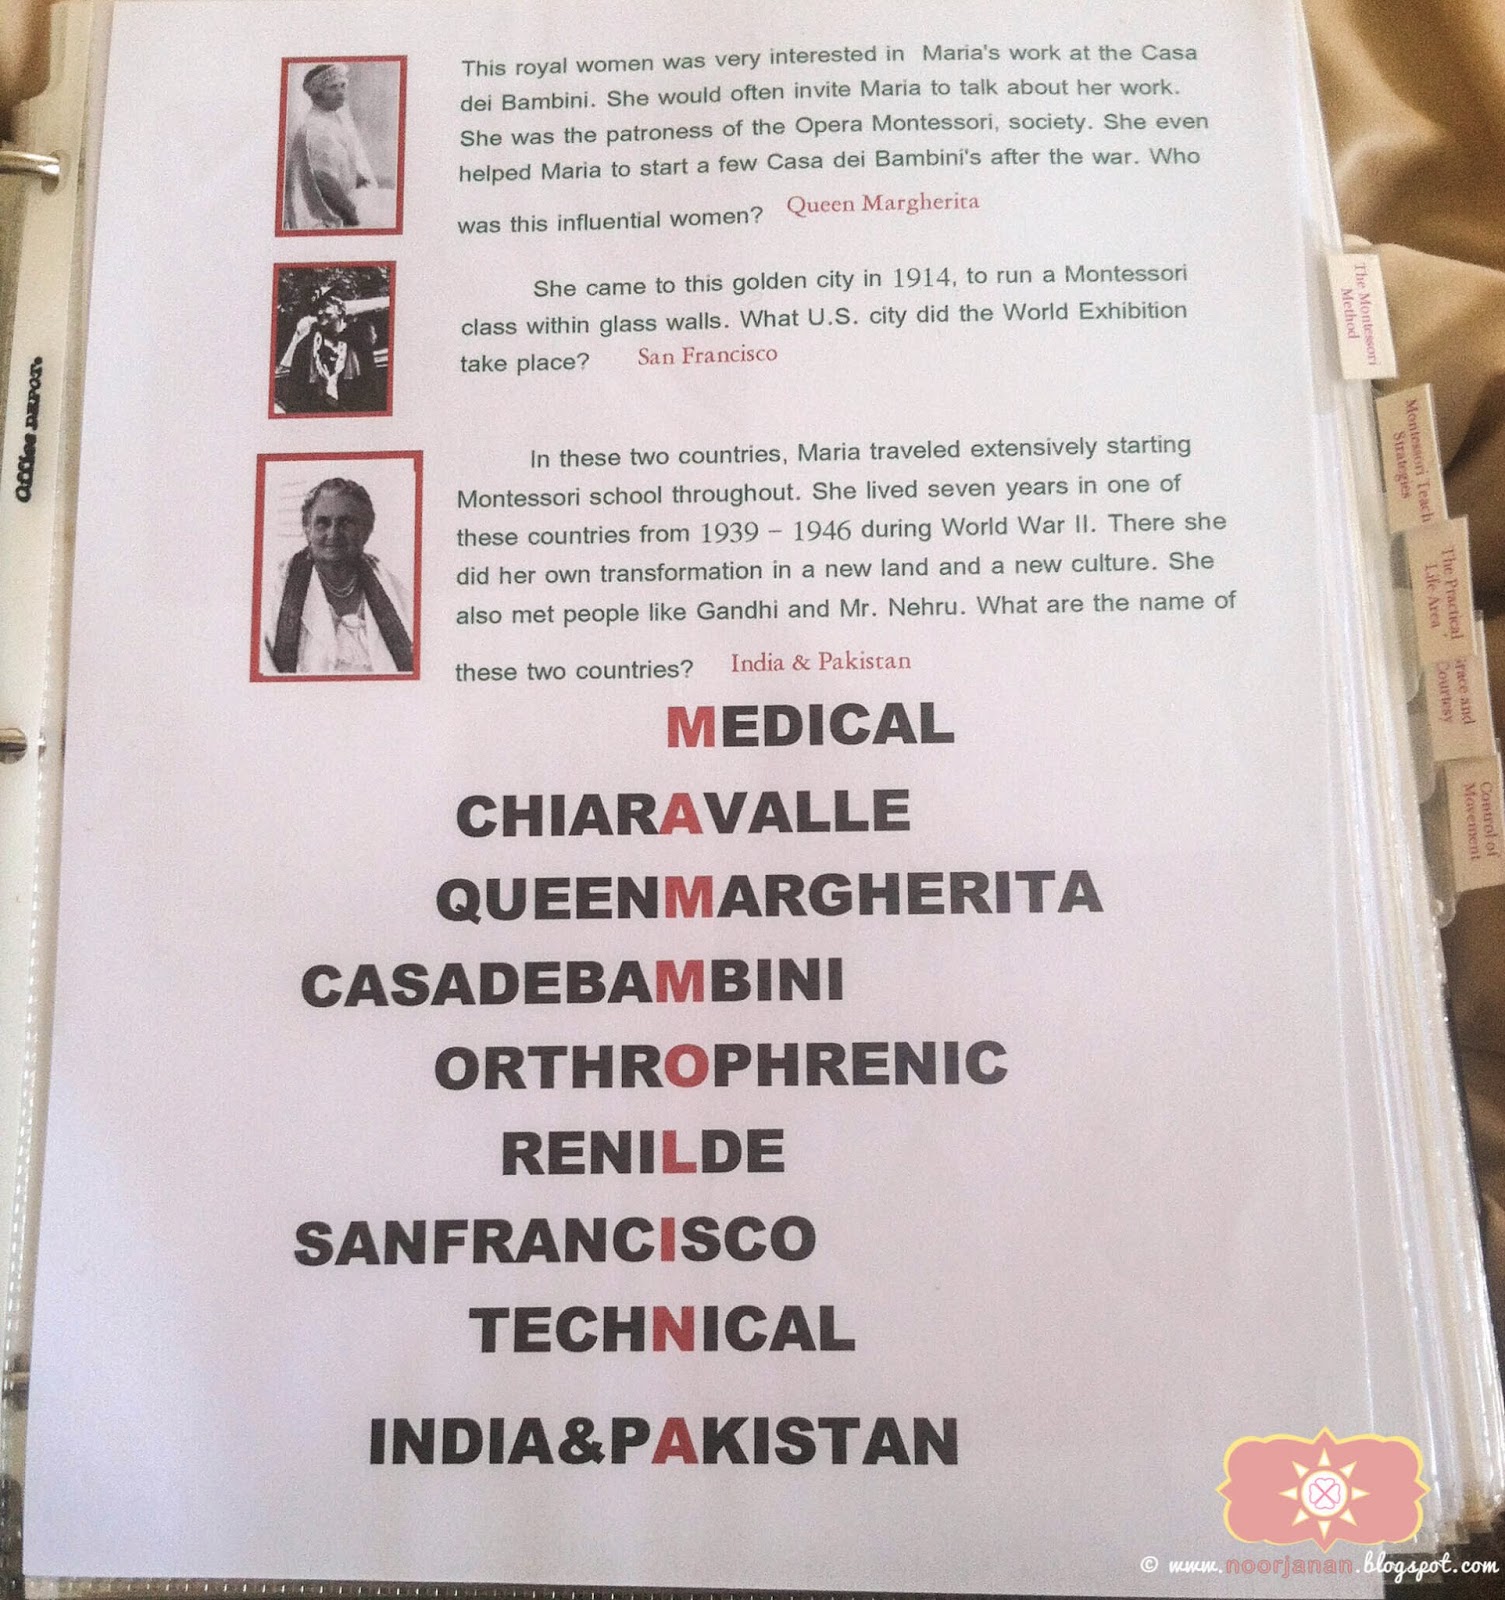 This royal women was very interested in Maria's work at the Casa
dei Bambini. She would often invite Maria to talk about her work.
She was the patroness of the Opera Montessori, society. She even
helped Maria to start a few Casa dei Bambini's after the war. Who
was this influential women? Queen Margherita
She came to this golden city in 1914, to run a Montessori
class within glass walls. What U.S. city did the World Exhibition
take place? San Francisco
In these two countries, Maria traveled extensively starting
Montessori school throughout. She lived seven years in one of
these countries from 1939 – 1946 during World War II. There she
did her own transformation in a new land and a new culture. She
also met people like Gandhi and Mr. Nehru. What are the name of
these two countries? India & Pakistan
MEDICAL
CHIARAVALLE
QUEENMARGHERITA
CASADEBAMBINI
ORTHROPHRENIC
RENILDE
SANFRANCISCO
TECHNICAL
INDIA&PAKISTAN
Office DEPOT.
The Montessori
Method
Montessori Teach
Strategies
The Practical
Life Area
Grace and
Courtesy
Control of
Movement
© www.noorjanan.blogspot.com